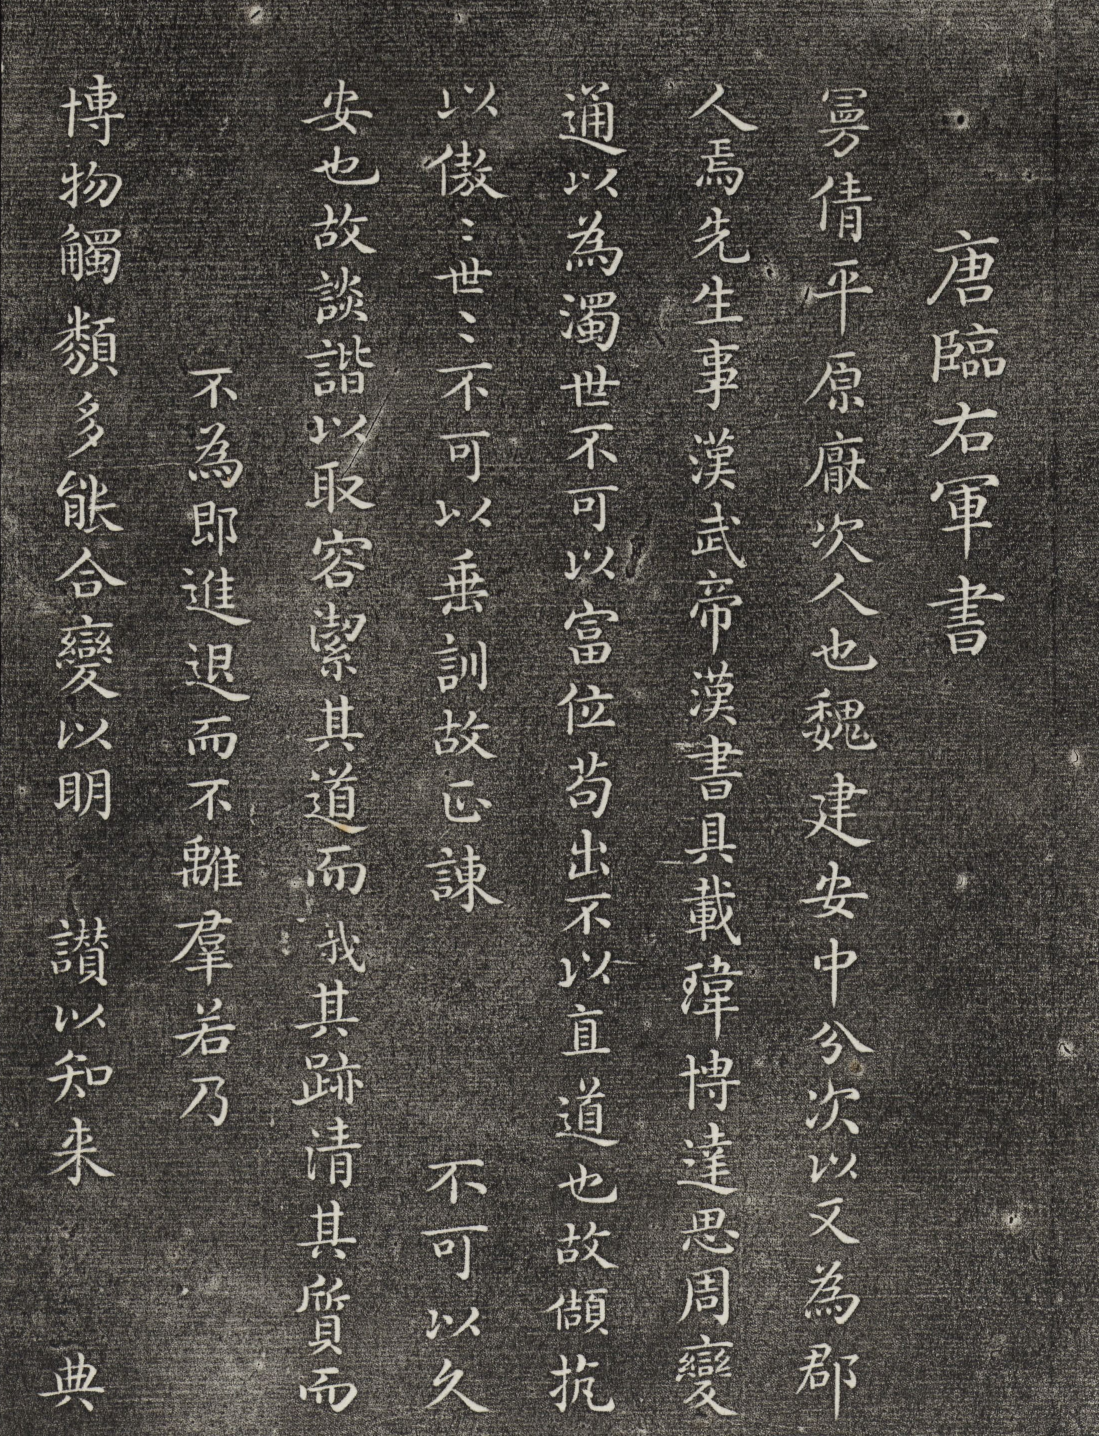 唐臨右軍書
曼倩平原厭次人也魏建安中分次以又為郡
人焉先生事漢武帝漢書具載瑋博達思周變
通以為濁世不可以富位苟出不以直道也故儃抗
以傲〻世〻不可以垂訓故正諫不可以久
安也故談諧以取容潔其道而我其跡清其質而
不為即進退而不離羣若乃
博物觸類多能合變以明讃以知来典